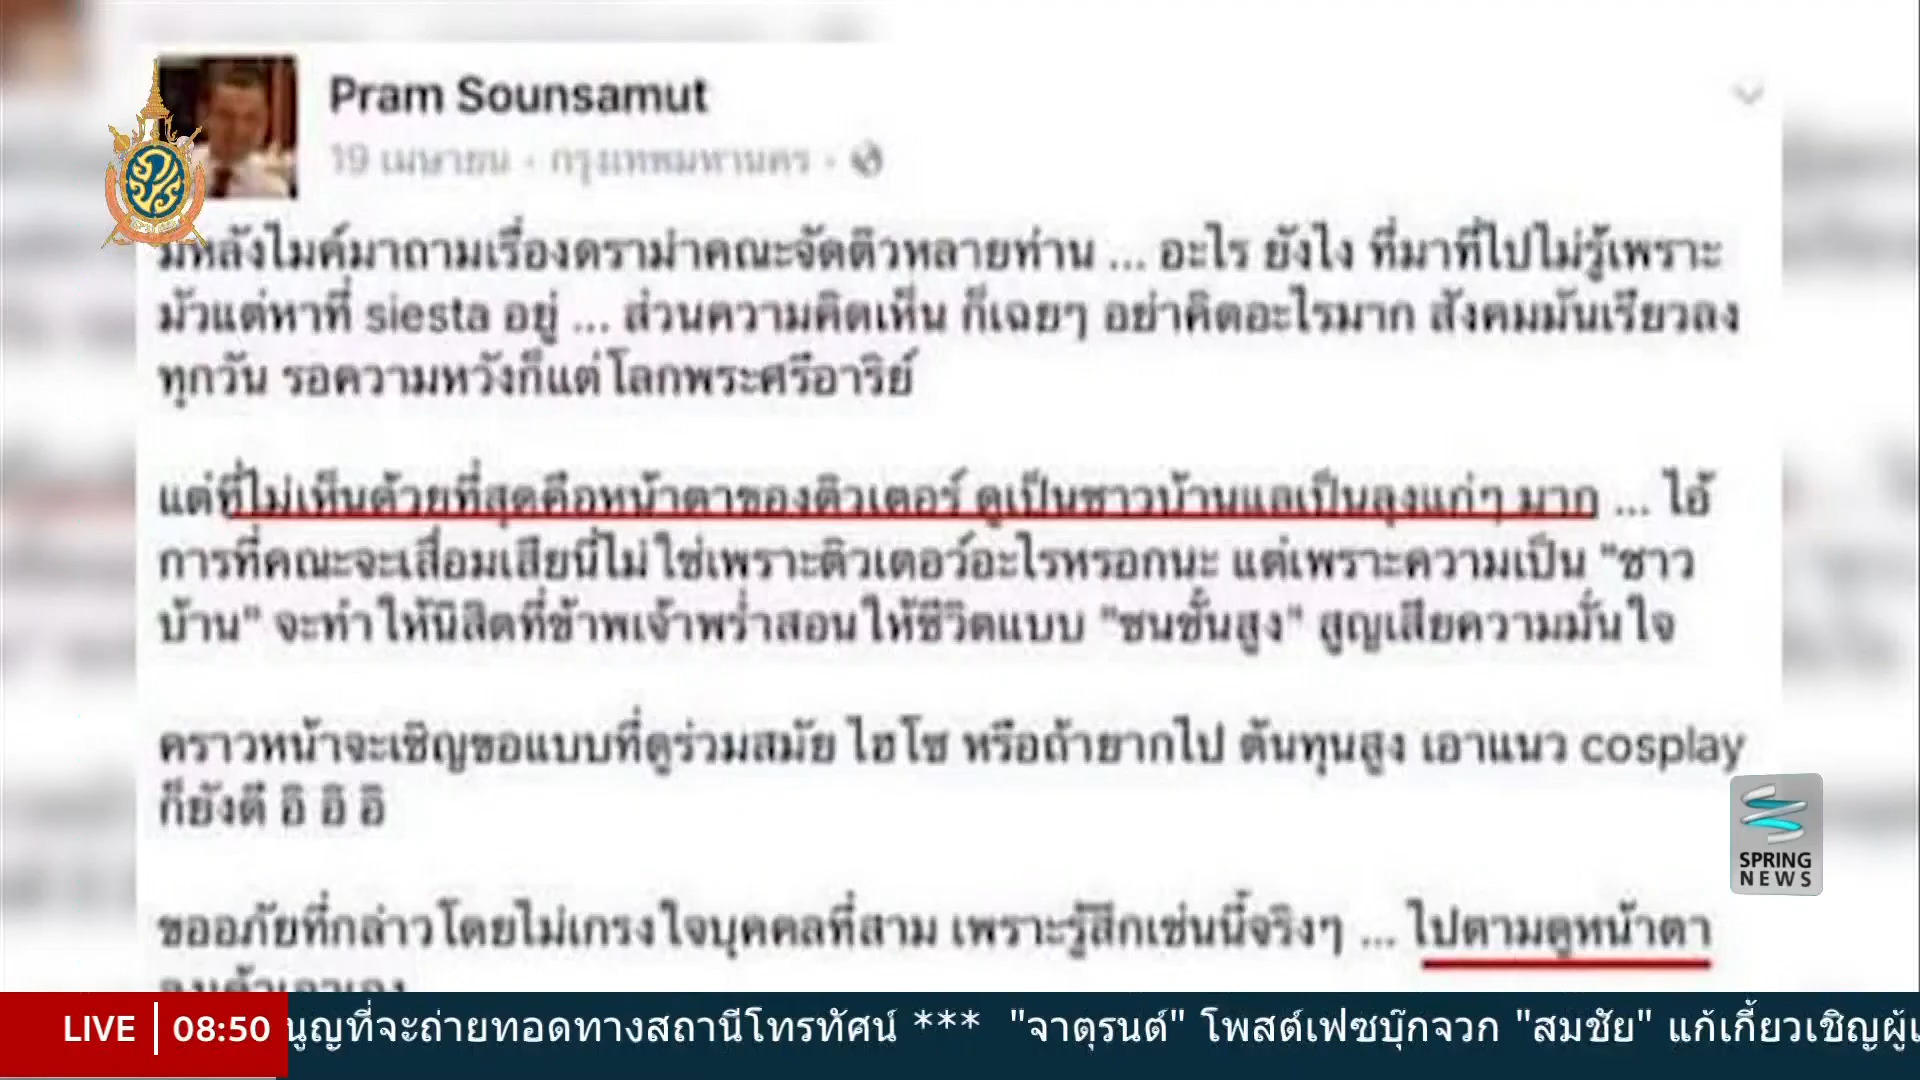 Pram Sounsamut
19 เมษายน · กรุงเทพมหานคร ·
มีหลังไมค์มาถามเรื่องดราม่าคณะจัดติวหลายท่าน ... อะไร ยังไง ที่มาที่ไปไม่รู้เพราะ
มัวแต่หาที่ siesta อยู่ ... ส่วนความคิดเห็น ก็เฉยๆ อย่าคิดอะไรมาก สังคมมันเรียวลง
ทุกวัน รอความหวังก็แต่โลกพระศรีอาริย์
แต่ที่ไม่เห็นด้วยที่สุดคือหน้าตาของติวเตอร์ ดูเป็นชาวบ้านแลเป็นลุงแก่ๆ มาก ... ไอ้
การที่คณะจะเสื่อมเสียนี่ไม่ใช่เพราะติวเตอว์อะไรหรอกนะ แต่เพราะความเป็น "ชาว
บ้าน" จะทำให้นิสิตที่ข้าพเจ้าพร่ำสอนให้ชีวิตแบบ "ชนชั้นสูง" สูญเสียความมั่นใจ
คราวหน้าจะเชิญขอแบบที่ดูร่วมสมัย ไฮโซ หรือถ้ายากไป ต้นทุนสูง เอาแนว cosplay
ก็ยังดี อิ อิ อิ
ขออภัยที่กล่าวโดยไม่เกรงใจบุคคลที่สาม เพราะรู้สึกเช่นนี้จริงๆ ... ไปตามดูหน้าตา
SPRING
NEWS
LIVE 08:50 นูญที่จะถ่ายทอดทางสถานีโทรทัศน์ *** "จาตุรนต์" โพสต์เฟซบุ๊กจวก "สมชัย" แก้เกี้ยวเชิญผู้